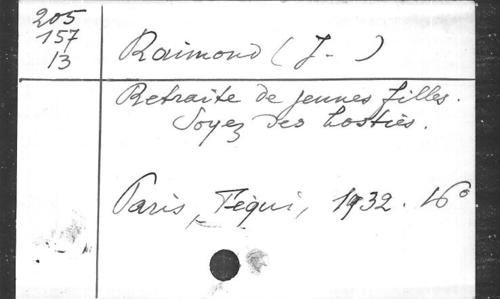 205
157
13
Raimond (J. - )
Retraite de jeunes filles.
Soyez des hosties.
Paris, Téqui, 1932. 16°